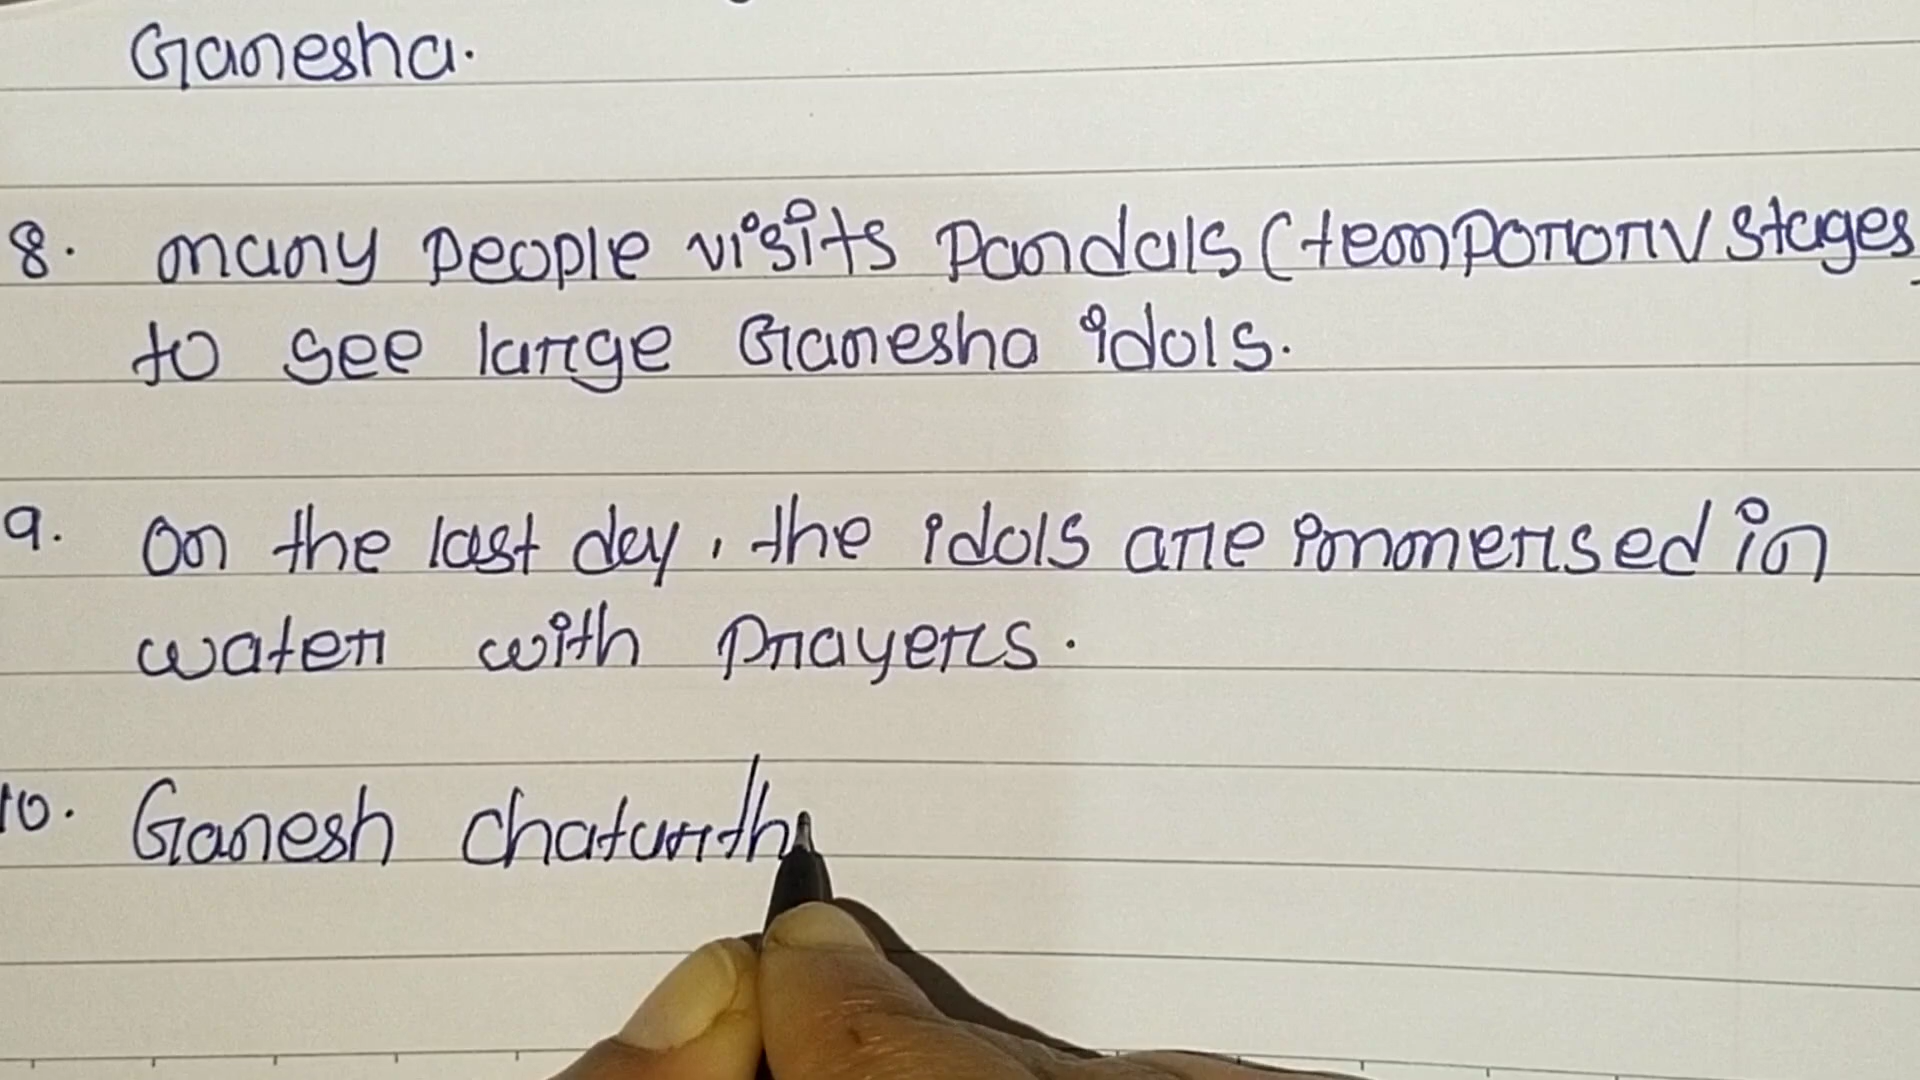 Ganesha.
8. many people visits Pandals (temporory stages
to see large Ganesha idols.
9. On the last day, the idols are immersed in
water with prayers.
10. Ganesh chaturth